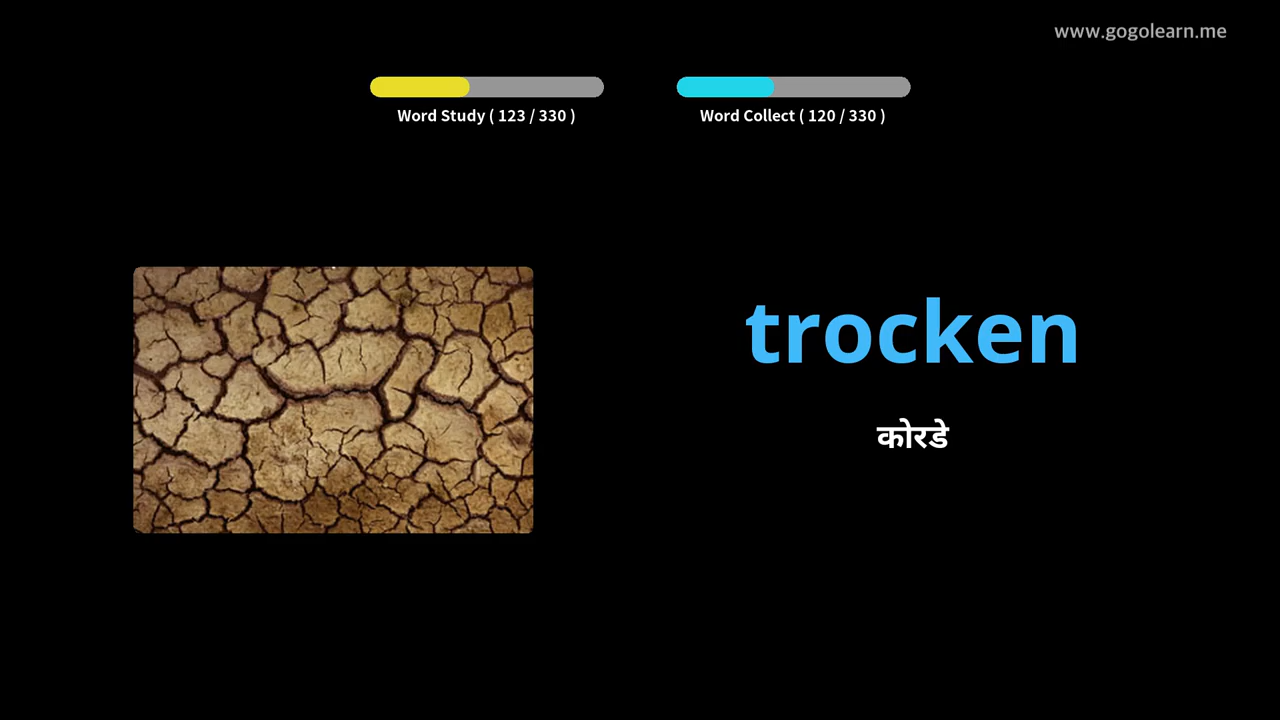 www.gogolearn.me
Word Study ( 123 / 330 )
Word Collect ( 120 / 330 )
trocken
कोरडे